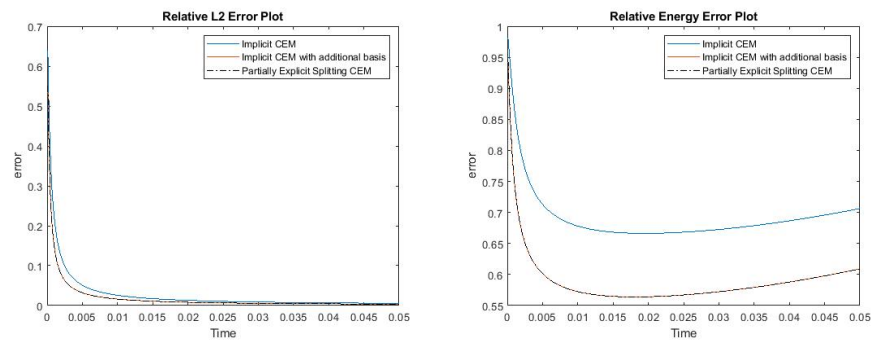 Relative L2 Error Plot
Implicit CEM
Implicit CEM with additional basis
Partially Explicit Splitting CEM
error
0.7
0.6
0.5
0.4
0.3
0.2
0.1
0
0 0.005 0.01 0.015 0.02 0.025 0.03 0.035 0.04 0.045 0.05
Time
Relative Energy Error Plot
Implicit CEM
Implicit CEM with additional basis
Partially Explicit Splitting CEM
error
1
0.95
0.9
0.85
0.8
0.75
0.7
0.65
0.6
0.55
0 0.005 0.01 0.015 0.02 0.025 0.03 0.035 0.04 0.045 0.05
Time